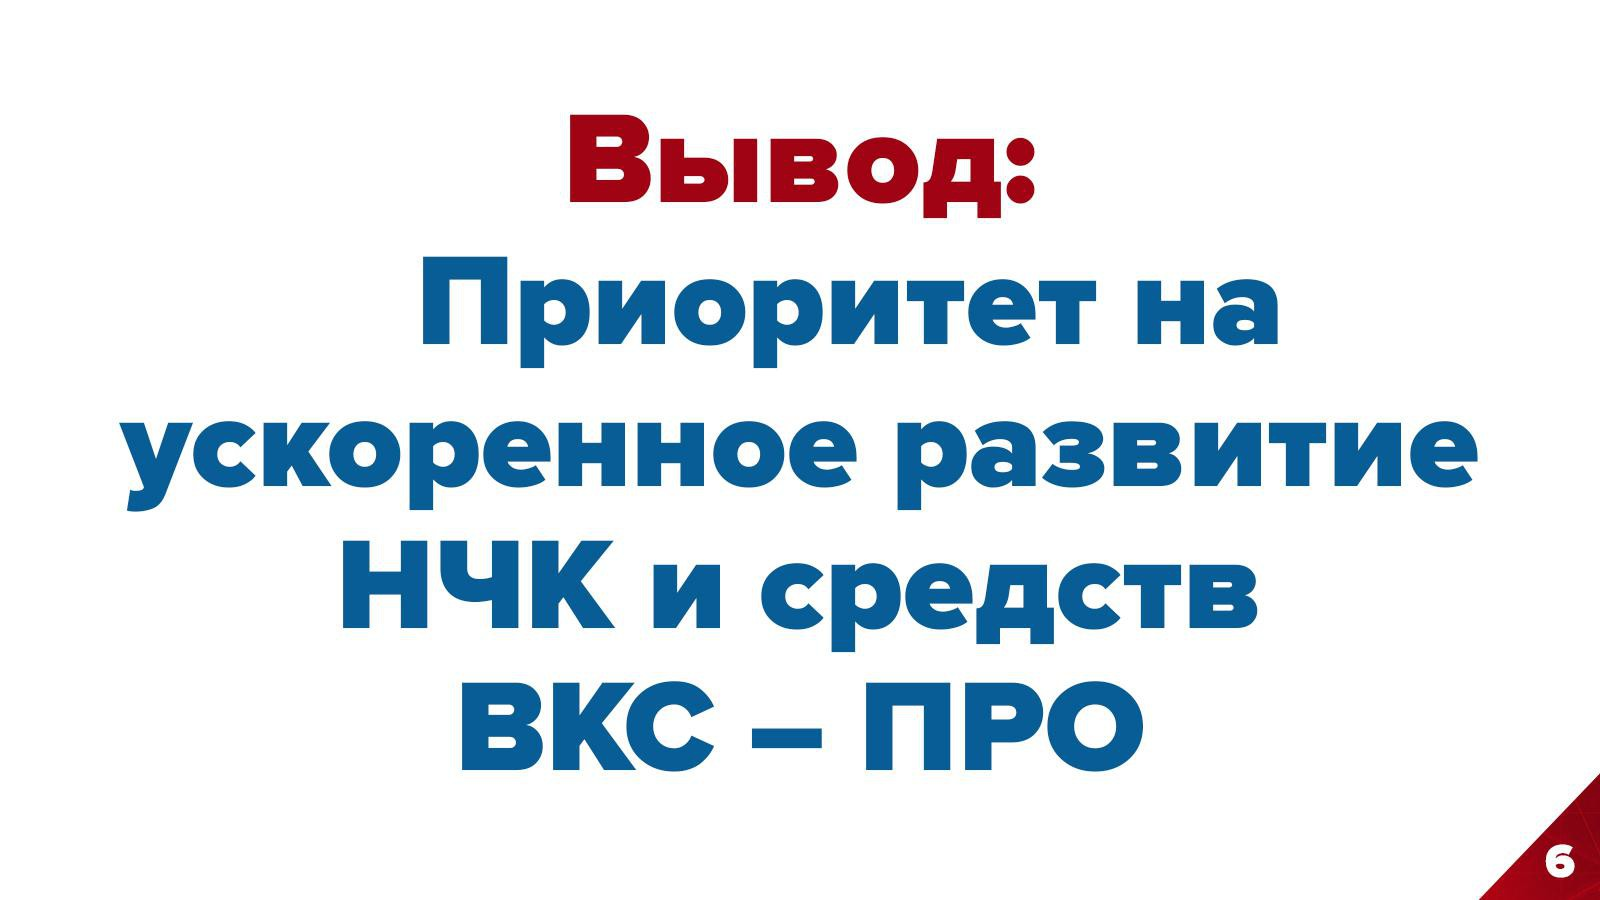 Вывод:
Приоритет на
ускоренное развитие
НЧК и средств
ВКС – ПРО
6